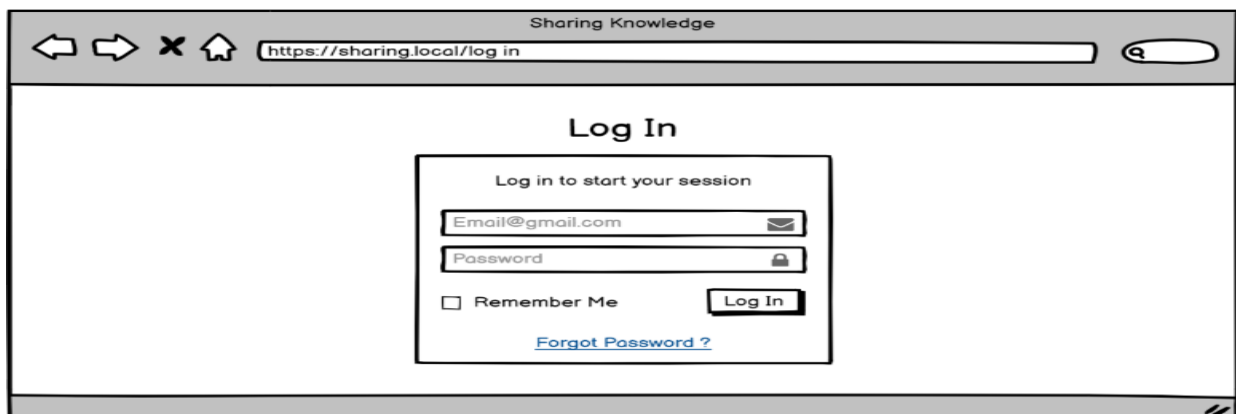 Sharing Knowledge
https://sharing.local/log in
Log In
Log in to start your session
Email@gmail.com
Password
Remember Me
Log In
Forgot Password ?